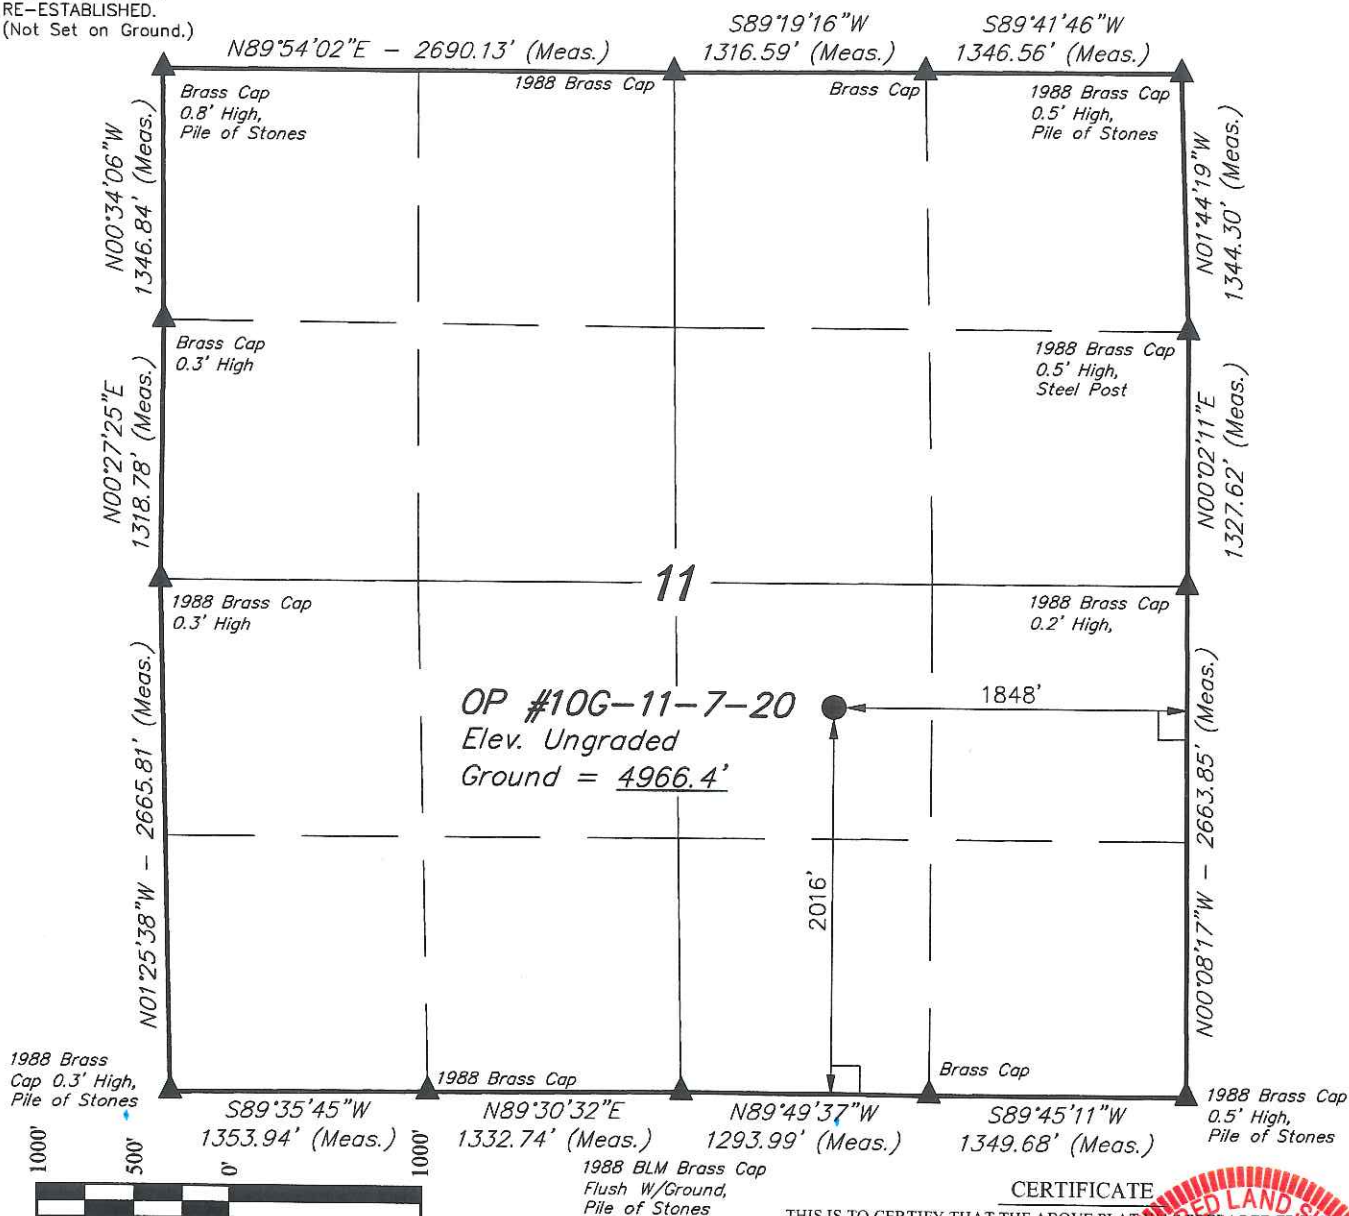 RE-ESTABLISHED.
(Not Set on Ground.)
N89°54'02"E - 2690.13' (Meas.)
S89°19'16"W
1316.59' (Meas.)
S89°41'46"W
1346.56' (Meas.)
Brass Cap
0.8' High,
Pile of Stones
1988 Brass Cap
Brass Cap
1988 Brass Cap
0.5' High,
Pile of Stones
N00°34'06"W
1346.84' (Meas.)
N01°44'19"W
1344.30' (Meas.)
Brass Cap
0.3' High
1988 Brass Cap
0.5' High,
Steel Post
N00°27'25"E
1318.78' (Meas.)
N00°02'11"E
1327.62' (Meas.)
11
1988 Brass Cap
0.3' High
1988 Brass Cap
0.2' High,
OP #10G-11-7-20
Elev. Ungraded
Ground = 4966.4'
1848'
2016'
N01°25'38"W - 2665.81' (Meas.)
N00°08'17"W - 2663.85' (Meas.)
1988 Brass
Cap 0.3' High,
Pile of Stones
1988 Brass Cap
Brass Cap
1988 Brass Cap
0.5' High,
Pile of Stones
S89°35'45"W
1353.94' (Meas.)
N89°30'32"E
1332.74' (Meas.)
N89°49'37"W
1293.99' (Meas.)
S89°45'11"W
1349.68' (Meas.)
1988 BLM Brass Cap
Flush W/Ground,
Pile of Stones
1000'
500'
0'
1000'
CERTIFICATE
THIS IS TO CERTIFY THAT THE ABOVE PLAT
LAND